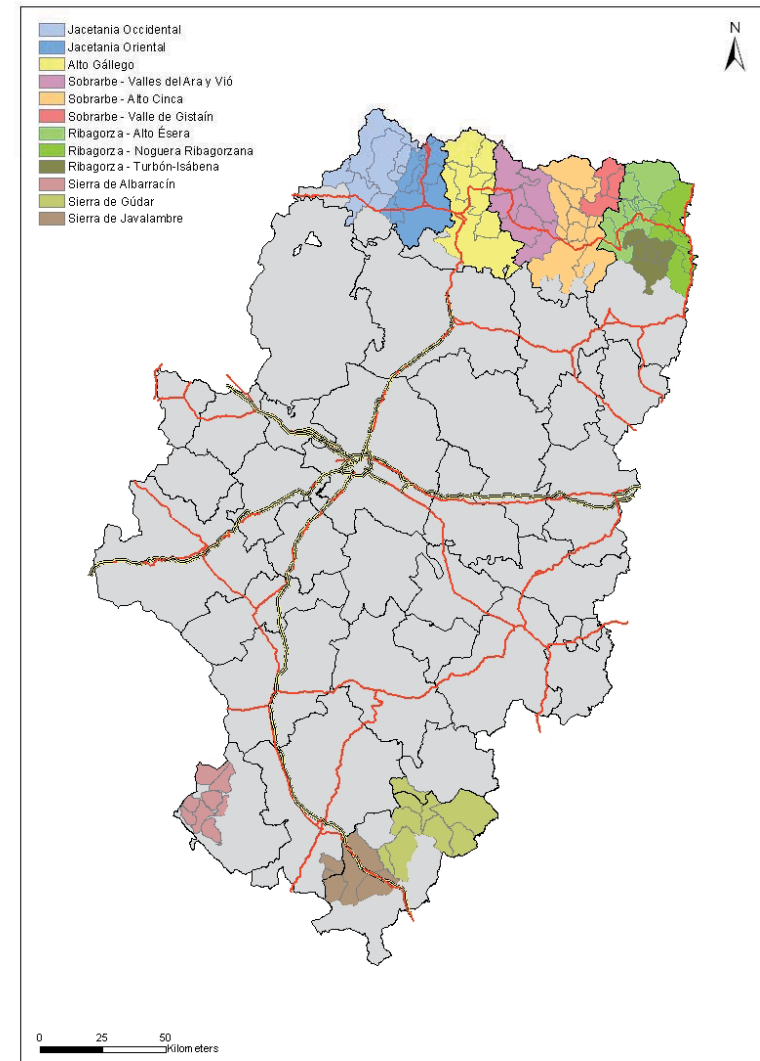 Jacetania Occidental
Jacetania Oriental
Alto Gállego
Sobrarbe - Valles del Ara y Vió
Sobrarbe - Alto Cinca
Sobrarbe - Valle de Gistaín
Ribagorza - Alto Ésera
Ribagorza - Noguera Ribagorzana
Ribagorza - Turbón-Isábena
Sierra de Albarracín
Sierra de Gúdar
Sierra de Javalambre
N
0 25 50
Kilometers